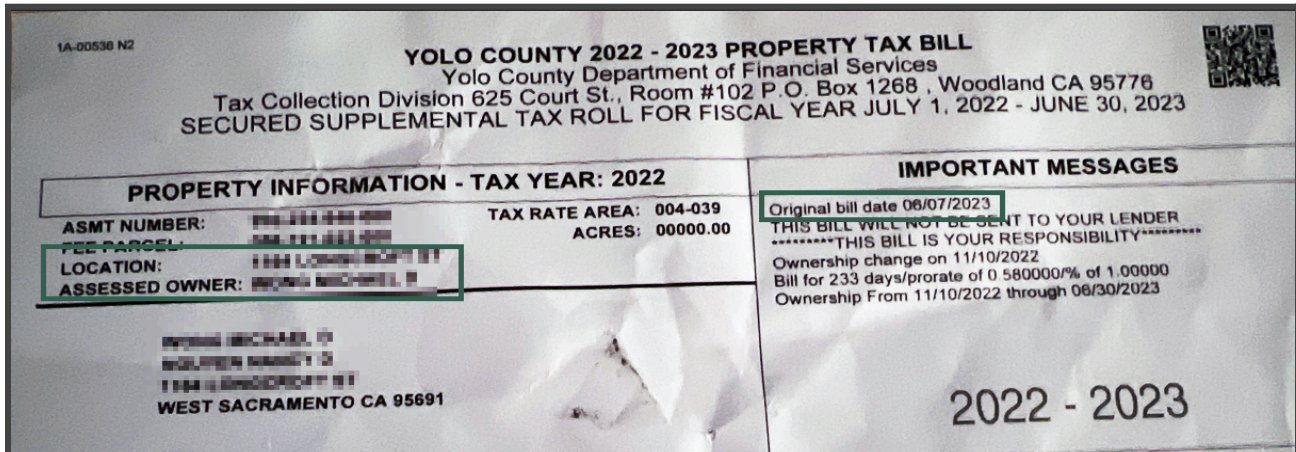 1A-00536 N2
YOLO COUNTY 2022 - 2023 PROPERTY TAX BILL
Yolo County Department of Financial Services
Tax Collection Division 625 Court St., Room #102 P.O. Box 1268 , Woodland CA 95776
SECURED SUPPLEMENTAL TAX ROLL FOR FISCAL YEAR JULY 1, 2022 - JUNE 30, 2023
PROPERTY INFORMATION - TAX YEAR: 2022
ASMT NUMBER:
TAX RATE AREA: 004-039
FEE PARCEL:
ACRES: 00000.00
LOCATION:
ASSESSED OWNER:
WEST SACRAMENTO CA 95691
IMPORTANT MESSAGES
Original bill date 06/07/2023
THIS BILL WILL NOT BE SENT TO YOUR LENDER
*********THIS BILL IS YOUR RESPONSIBILITY*********
Ownership change on 11/10/2022
Bill for 233 days/prorate of 0.580000/% of 1.00000
Ownership From 11/10/2022 through 06/30/2023
2022 - 2023